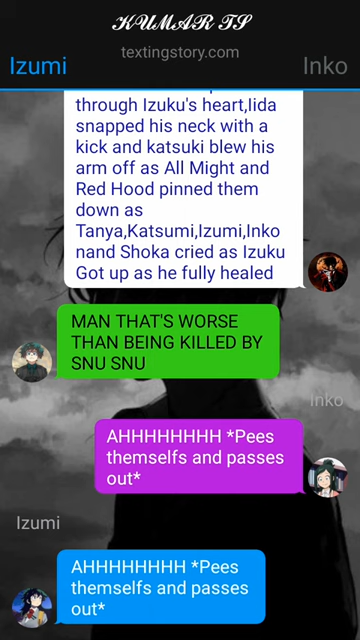 𝓚𝓤𝓜𝓐𝓡 𝓣𝓢
textingstory.com
Izumi Inko
through Izuku's heart,Iida
snapped his neck with a
kick and katsuki blew his
arm off as All Might and
Red Hood pinned them
down as
Tanya,Katsumi,Izumi,Inko
nand Shoka cried as Izuku
Got up as he fully healed
MAN THAT'S WORSE
THAN BEING KILLED BY
SNU SNU
Inko
AHHHHHHHH *Pees
themselfs and passes
out*
Izumi
AHHHHHHHH *Pees
themselfs and passes
out*